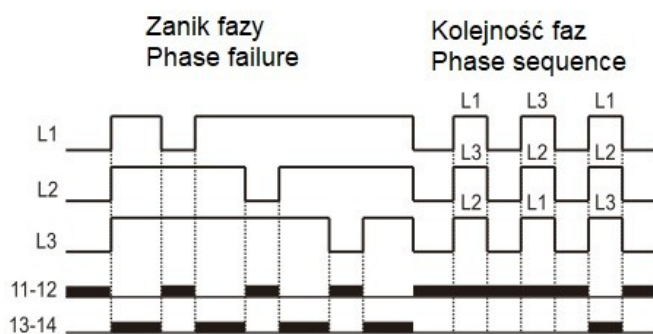 Zanik fazy
Phase failure
Kolejność faz
Phase sequence
L1 L3 L1
L1
L3 L2 L2
L2
L2 L1 L3
L3
11-12
13-14